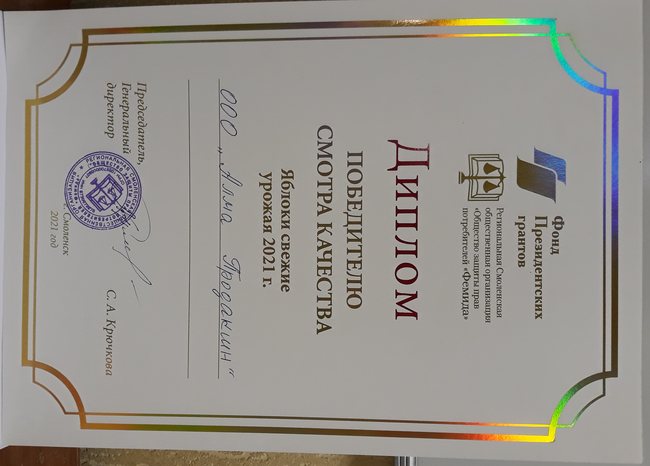 Фонд
Президентских
грантов
Региональная Смоленская
общественная организация
«Общество защиты прав
потребителей «Фемида»
ДИПЛОМ
ПОБЕДИТЕЛЮ
СМОТРА КАЧЕСТВА
Яблоки свежие
урожая 2021 г.
ООО „Алма Продакшн“
Председатель,
Генеральный
директор
С. А. Крючкова
г. Смоленск
2021 год